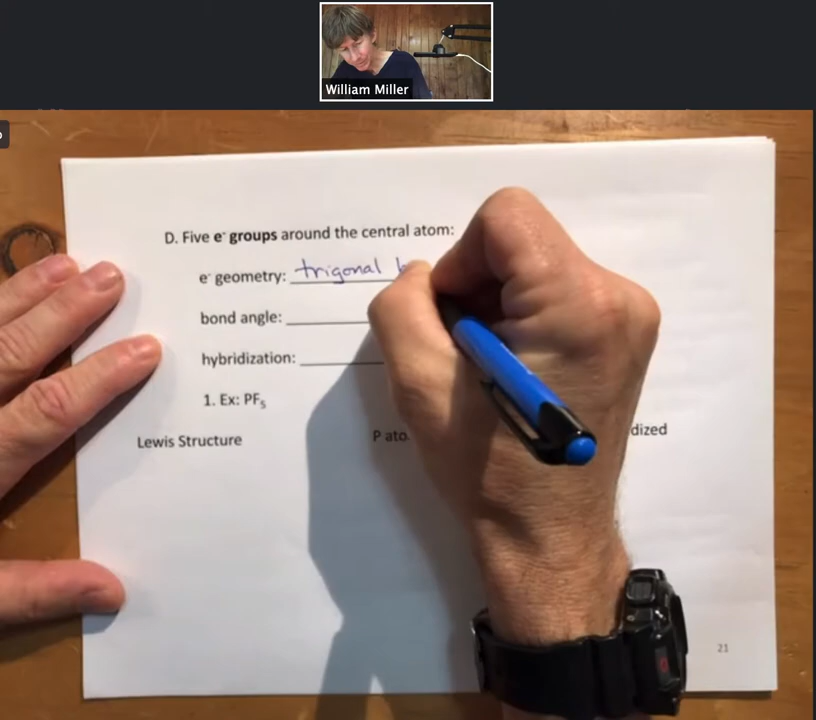 William Miller
D. Five e⁻ groups around the central atom:
e⁻ geometry: trigonal b
bond angle:
hybridization:
1. Ex: PF₅
Lewis Structure P ato dized
21